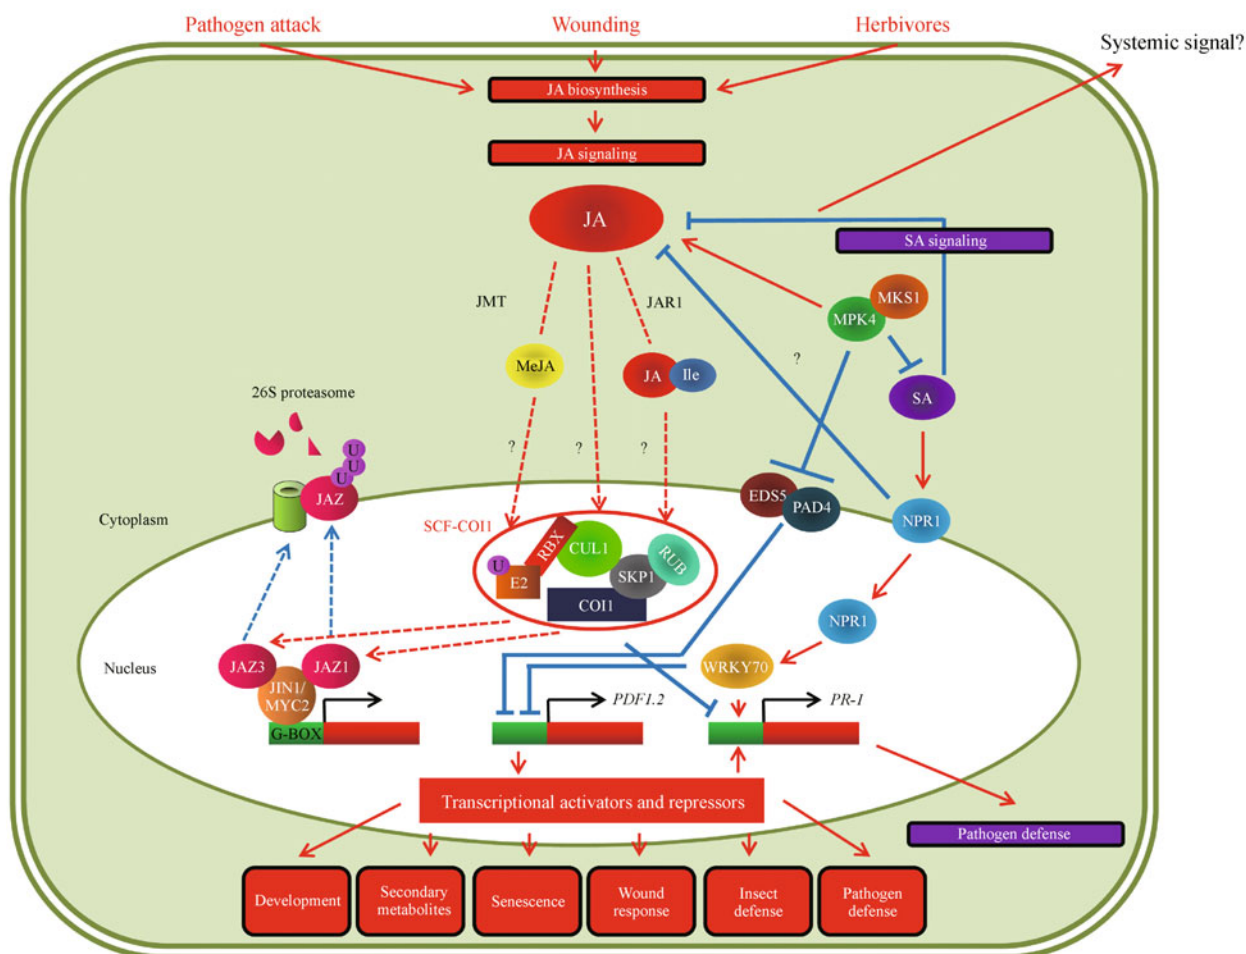 Pathogen attack
Wounding
Herbivores
Systemic signal?
JA biosynthesis
JA signaling
JA
SA signaling
JMT
JAR1
MKS1
MPK4
?
MeJA
JA
Ile
SA
26S proteasome
U
U
U
?
?
?
JAZ
EDS5
PAD4
NPR1
Cytoplasm
SCF-COI1
RBX
CUL1
RUB
U
E2
SKP1
COI1
NPR1
Nucleus
JAZ3
JAZ1
WRKY70
JIN1/
MYC2
PDF1.2
PR-1
G-BOX
Transcriptional activators and repressors
Pathogen defense
Development
Secondary
metabolites
Senescence
Wound
response
Insect
defense
Pathogen
defense